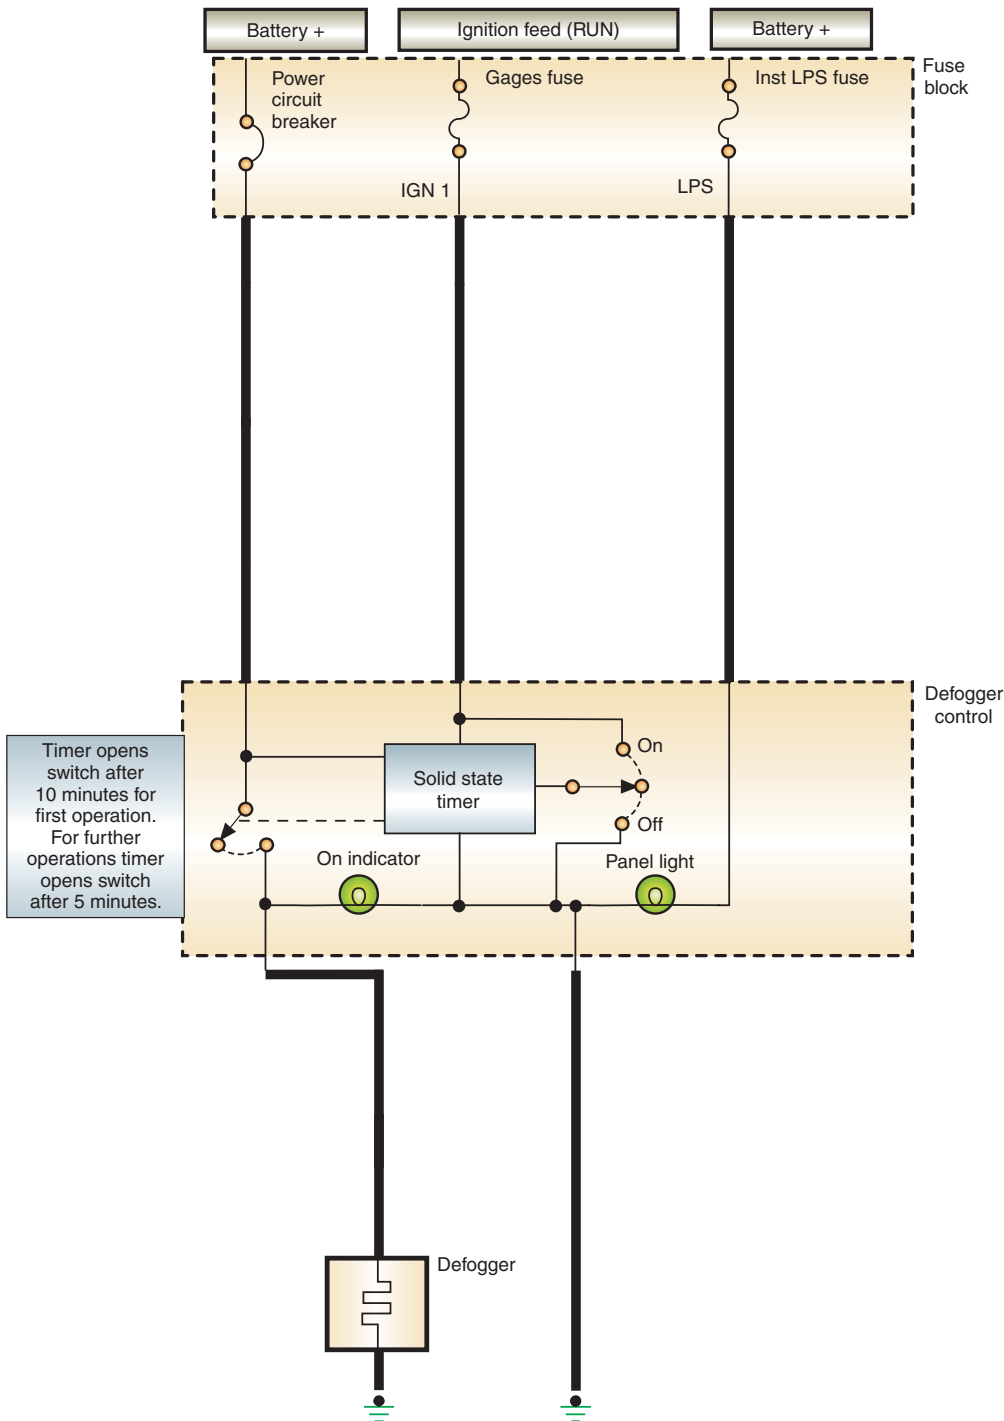 Battery +
Ignition feed (RUN)
Battery +
Power
circuit
breaker
Gages fuse
Inst LPS fuse
Fuse
block
IGN 1
LPS
Defogger
control
Timer opens
switch after
10 minutes for
first operation.
For further
operations timer
opens switch
after 5 minutes.
Solid state
timer
On
Off
On indicator
Panel light
Defogger